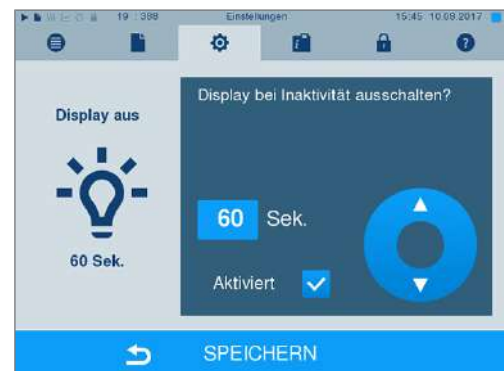 19 : 388 Einstellungen 15:45 10.09.2017
Display aus
60 Sek.
Display bei Inaktivität ausschalten?
60 Sek.
Aktiviert
SPEICHERN